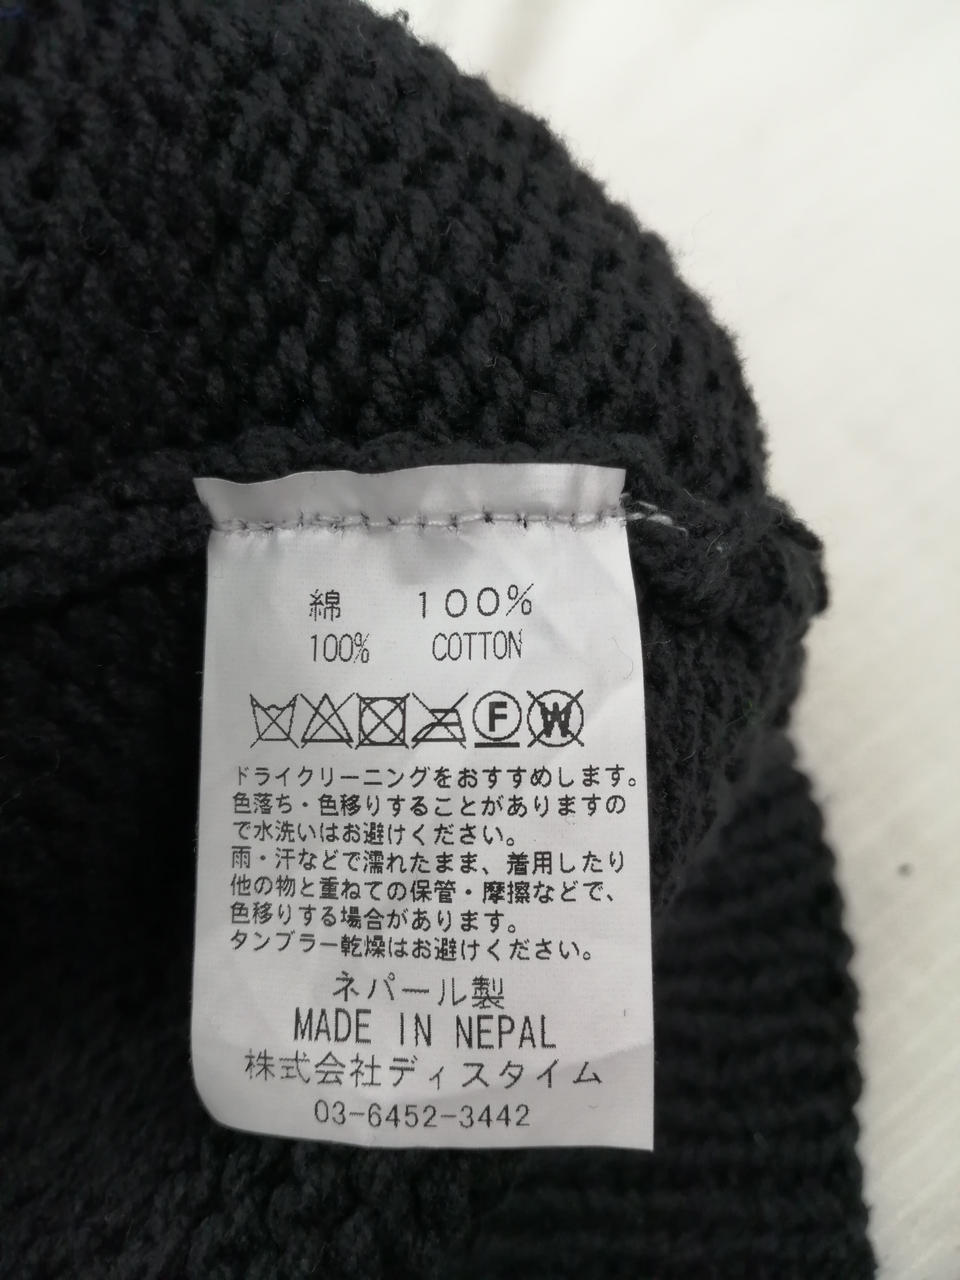 綿 100%
100% COTTON
F W
ドライクリーニングをおすすめします。
色落ち・色移りすることがありますの
で水洗いはお避けください。
雨・汗などで濡れたまま、着用したり
他の物と重ねての保管・摩擦などで、
色移りする場合があります。
タンブラー乾燥はお避けください。
ネパール製
MADE IN NEPAL
株式会社ディスタイム
03-6452-3442